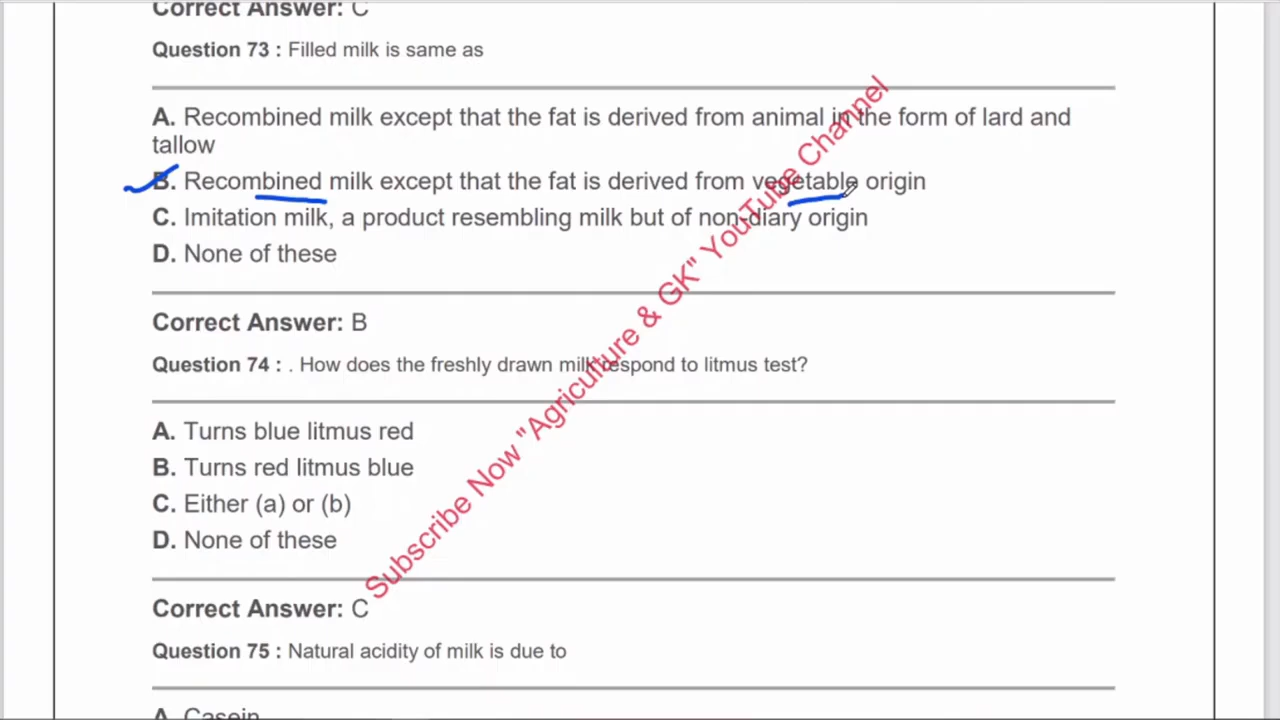 Correct Answer: C
Question 73 : Filled milk is same as
A. Recombined milk except that the fat is derived from animal in the form of lard and
tallow
B. Recombined milk except that the fat is derived from vegetable origin
C. Imitation milk, a product resembling milk but of non-diary origin
D. None of these
Correct Answer: B
Question 74 : . How does the freshly drawn milk respond to litmus test?
A. Turns blue litmus red
B. Turns red litmus blue
C. Either (a) or (b)
D. None of these
Correct Answer: C
Question 75 : Natural acidity of milk is due to
A. Casein
Subscribe Now "Agriculture & GK" YouTube Channel